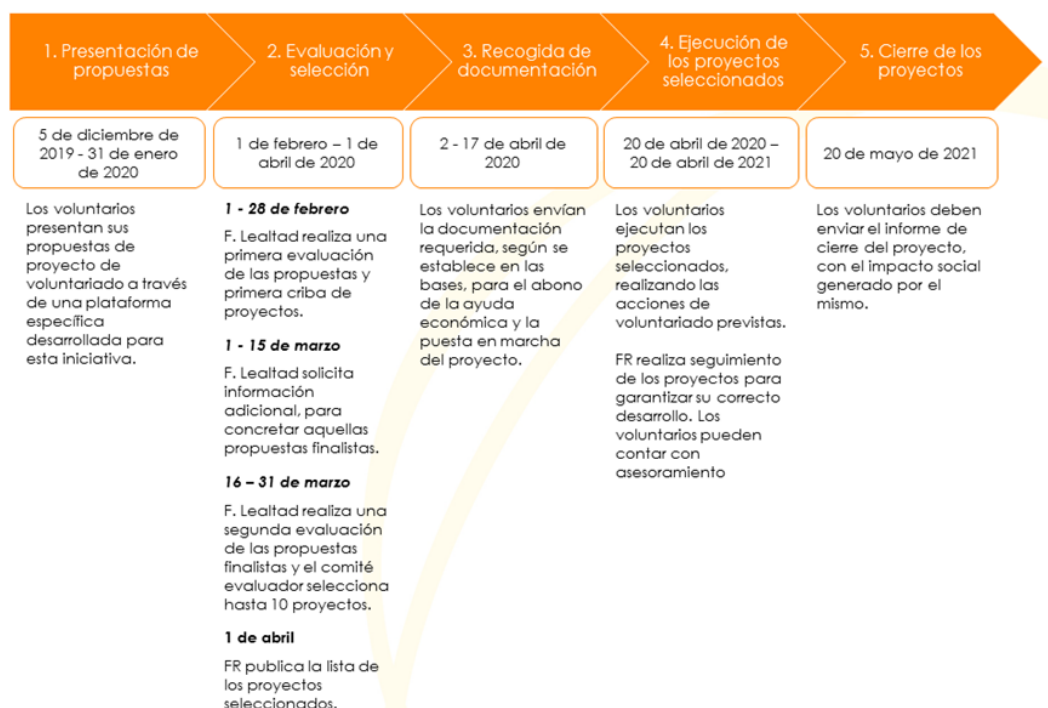 1. Presentación de
propuestas
2. Evaluación y
selección
3. Recogida de
documentación
4. Ejecución de
los proyectos
seleccionados
5. Cierre de los
proyectos
5 de diciembre de
2019 - 31 de enero
de 2020
1 de febrero – 1 de
abril de 2020
2 - 17 de abril de
2020
20 de abril de 2020 –
20 de abril de 2021
20 de mayo de 2021
Los voluntarios
presentan sus
propuestas de
proyecto de
voluntariado a través
de una plataforma
específica
desarrollada para
esta iniciativa.
1 - 28 de febrero
F. Lealtad realiza una
primera evaluación
de las propuestas y
primera criba de
proyectos.
1 - 15 de marzo
F. Lealtad solicita
información
adicional, para
concretar aquellas
propuestas finalistas.
16 – 31 de marzo
F. Lealtad realiza una
segunda evaluación
de las propuestas
finalistas y el comité
evaluador selecciona
hasta 10 proyectos.
1 de abril
FR publica la lista de
los proyectos
seleccionados.
Los voluntarios envían
la documentación
requerida, según se
establece en las
bases, para el abono
de la ayuda
económica y la
puesta en marcha
del proyecto.
Los voluntarios
ejecutan los
proyectos
seleccionados,
realizando las
acciones de
voluntariado previstas.
FR realiza seguimiento
de los proyectos para
garantizar su correcto
desarrollo. Los
voluntarios pueden
contar con
asesoramiento
Los voluntarios deben
enviar el informe de
cierre del proyecto,
con el impacto social
generado por el
mismo.